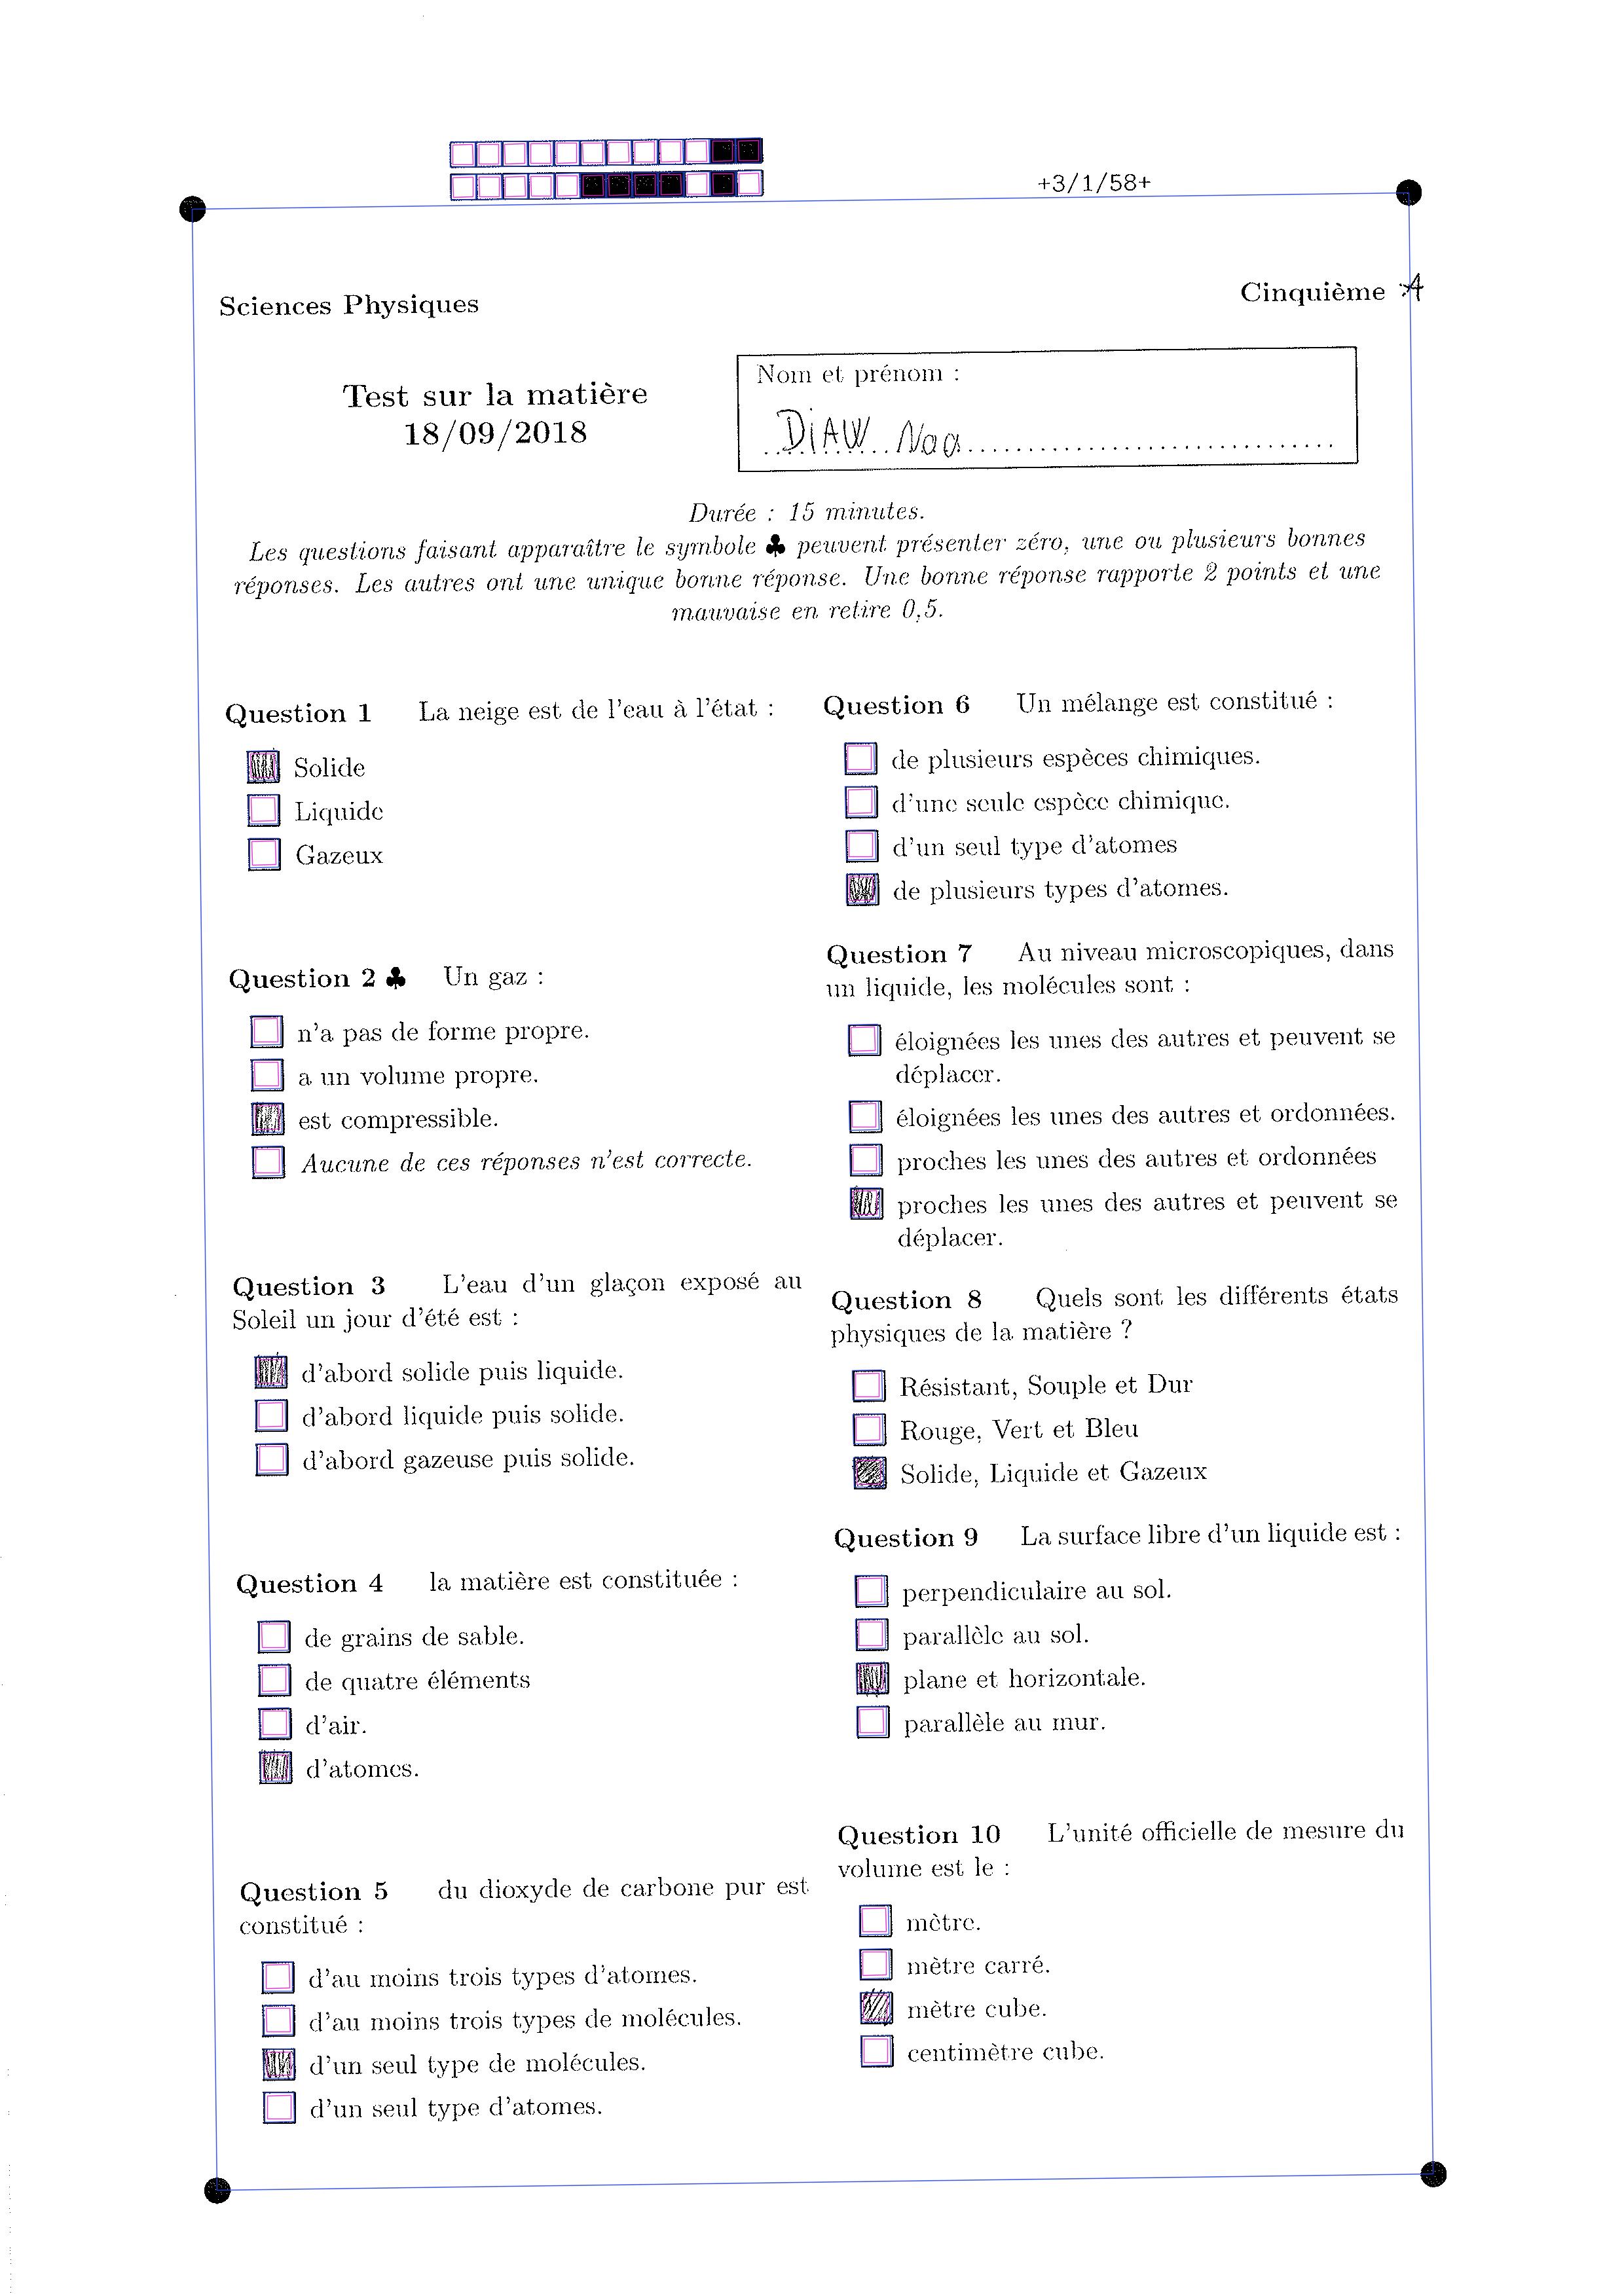 +3/1/58+
Sciences Physiques
Cinquième A
Test sur la matière
18/09/2018
Nom et prénom :
DIAW Noa
Durée : 15 minutes.
Les questions faisant apparaître le symbole ♣ peuvent présenter zéro, une ou plusieurs bonnes
réponses. Les autres ont une unique bonne réponse. Une bonne réponse rapporte 2 points et une
mauvaise en retire 0,5.
Question 1 La neige est de l'eau à l'état :
Solide
Liquide
Gazeux
Question 2 ♣ Un gaz :
n'a pas de forme propre.
a un volume propre.
est compressible.
Aucune de ces réponses n'est correcte.
Question 3 L'eau d'un glaçon exposé au
Soleil un jour d'été est :
d'abord solide puis liquide.
d'abord liquide puis solide.
d'abord gazeuse puis solide.
Question 4 la matière est constituée :
de grains de sable.
de quatre éléments
d'air.
d'atomes.
Question 5 du dioxyde de carbone pur est
constitué :
d'au moins trois types d'atomes.
d'au moins trois types de molécules.
d'un seul type de molécules.
d'un seul type d'atomes.
Question 6 Un mélange est constitué :
de plusieurs espèces chimiques.
d'une seule espèce chimique.
d'un seul type d'atomes
de plusieurs types d'atomes.
Question 7 Au niveau microscopiques, dans
un liquide, les molécules sont :
éloignées les unes des autres et peuvent se
déplacer.
éloignées les unes des autres et ordonnées.
proches les unes des autres et ordonnées
proches les unes des autres et peuvent se
déplacer.
Question 8 Quels sont les différents états
physiques de la matière ?
Résistant, Souple et Dur
Rouge, Vert et Bleu
Solide, Liquide et Gazeux
Question 9 La surface libre d'un liquide est :
perpendiculaire au sol.
parallèle au sol.
plane et horizontale.
parallèle au mur.
Question 10 L'unité officielle de mesure du
volume est le :
mètre.
mètre carré.
mètre cube.
centimètre cube.